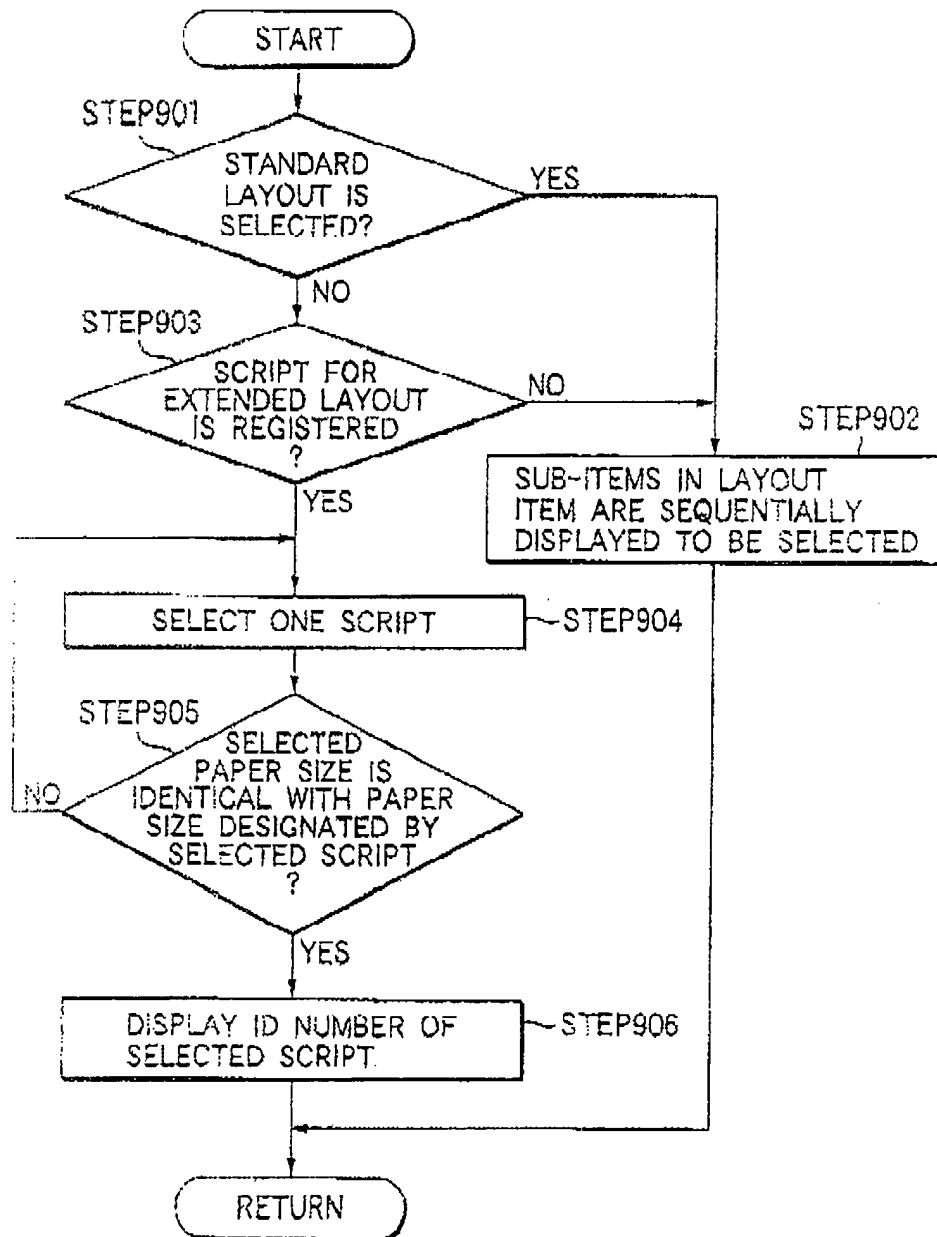 START
STEP901
STANDARD
LAYOUT IS
SELECTED?
YES
NO
STEP903
SCRIPT FOR
EXTENDED LAYOUT
IS REGISTERED
?
NO
YES
STEP902
SUB-ITEMS IN LAYOUT
ITEM ARE SEQUENTIALLY
DISPLAYED TO BE SELECTED
SELECT ONE SCRIPT
STEP904
STEP905
SELECTED
PAPER SIZE IS
IDENTICAL WITH PAPER
SIZE DESIGNATED BY
SELECTED SCRIPT
?
NO
YES
DISPLAY ID NUMBER OF
SELECTED SCRIPT
STEP906
RETURN